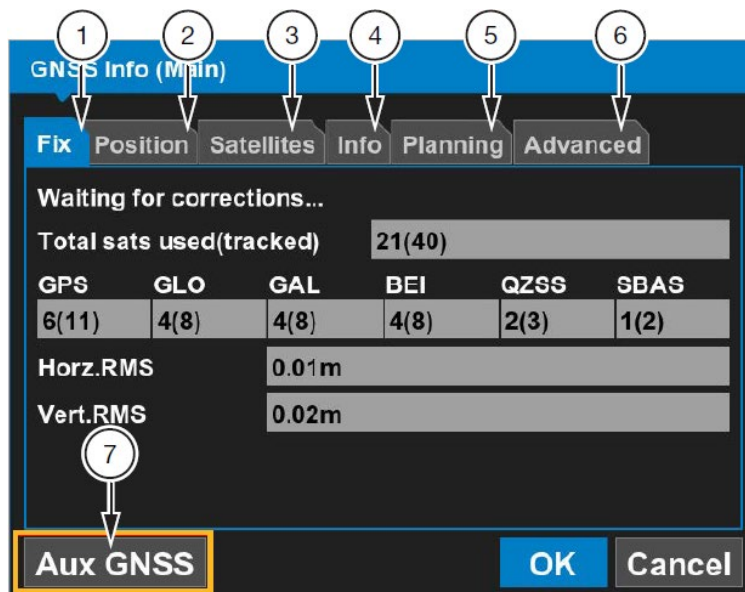 1 2 3 4 5 6
GNSS Info (Main)
Fix Position Satellites Info Planning Advanced
Waiting for corrections...
Total sats used(tracked) 21(40)
GPS GLO GAL BEI QZSS SBAS
6(11) 4(8) 4(8) 4(8) 2(3) 1(2)
Horz.RMS 0.01m
Vert.RMS 0.02m
7
Aux GNSS OK Cancel